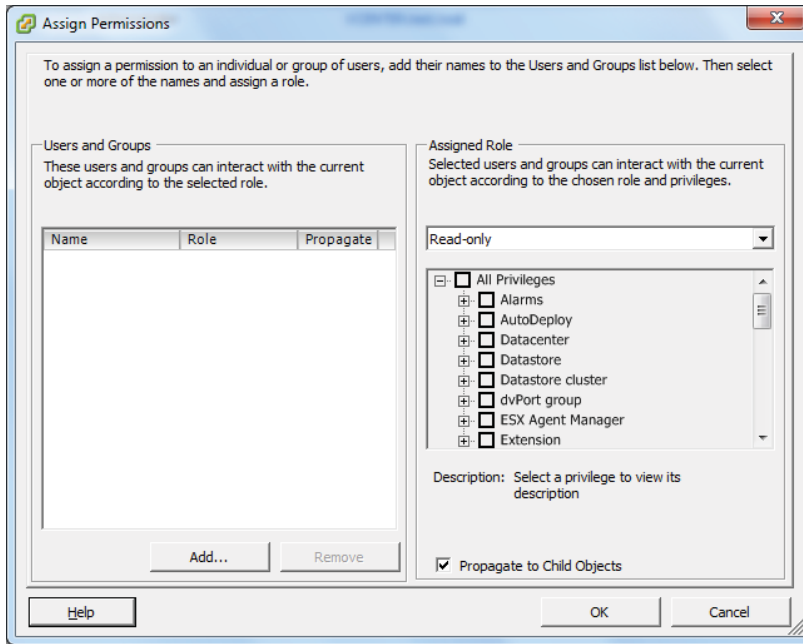 Assign Permissions
To assign a permission to an individual or group of users, add their names to the Users and Groups list below. Then select
one or more of the names and assign a role.
Users and Groups
These users and groups can interact with the current
object according to the selected role.
Name Role Propagate
Add...
Remove
Assigned Role
Selected users and groups can interact with the current
object according to the chosen role and privileges.
Read-only
All Privileges
Alarms
AutoDeploy
Datacenter
Datastore
Datastore cluster
dvPort group
ESX Agent Manager
Extension
Description: Select a privilege to view its
description
Propagate to Child Objects
Help
OK
Cancel